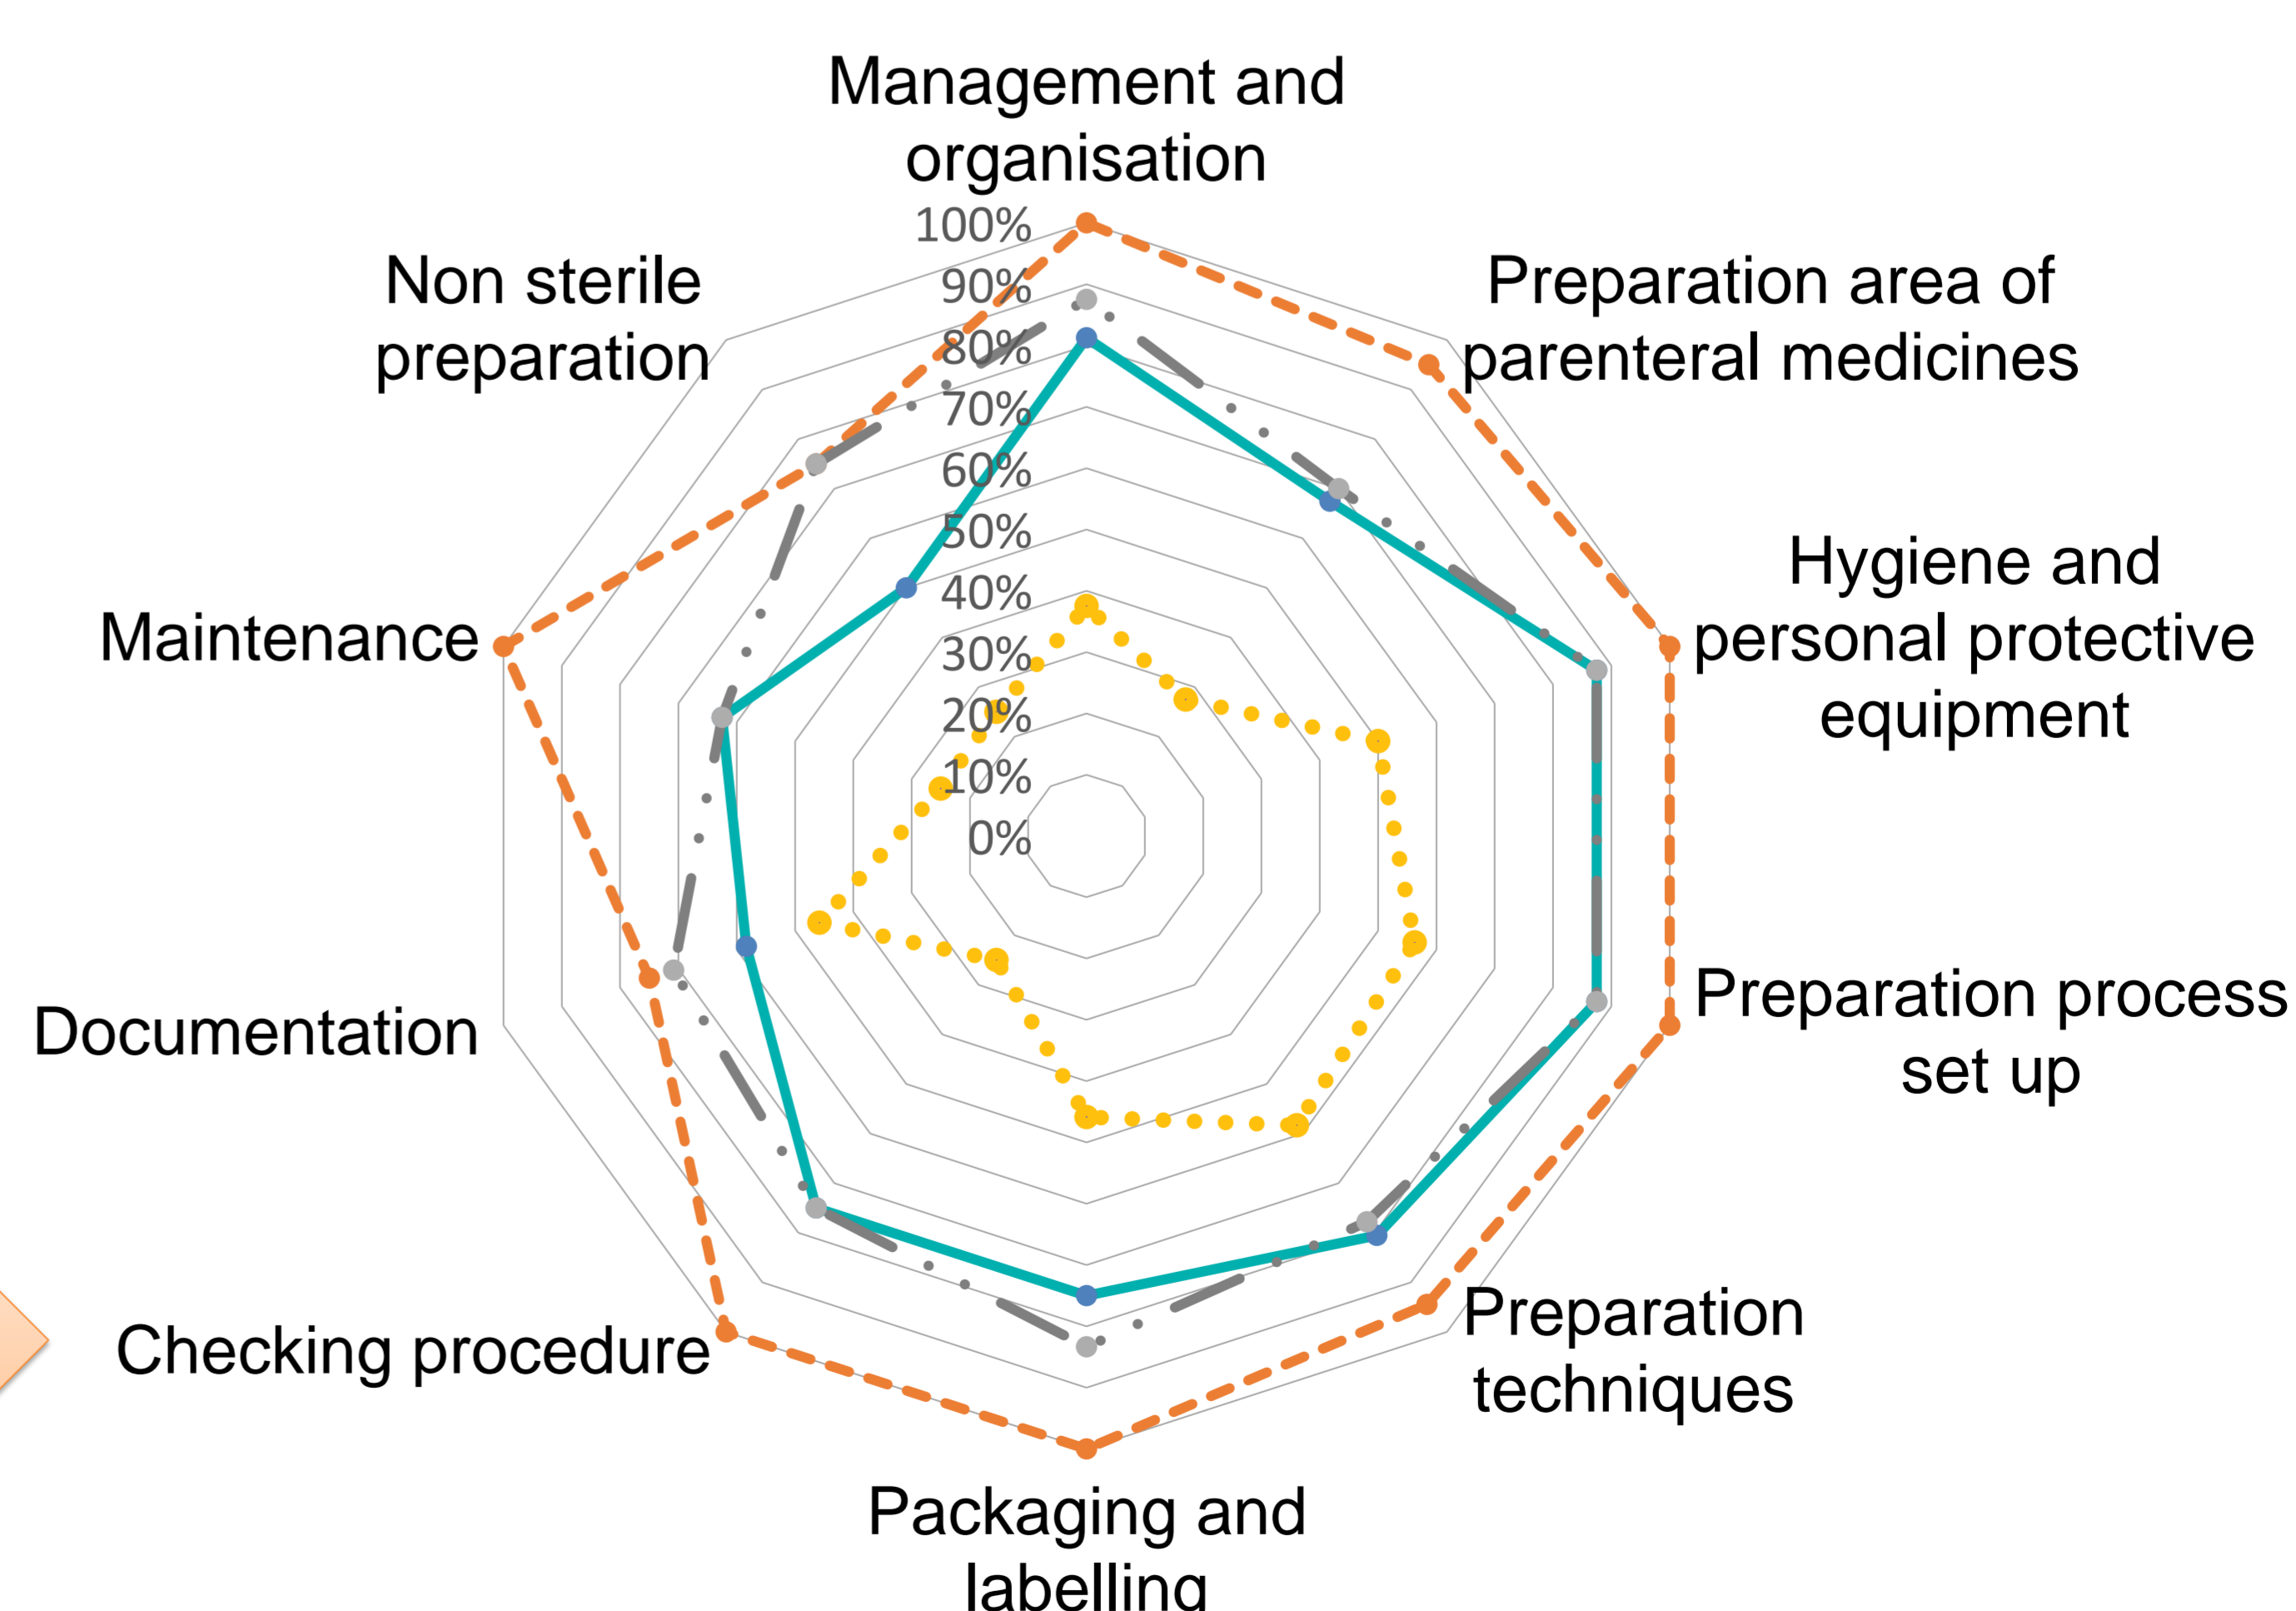 Management and
organisation
100%
90%
80%
70%
60%
50%
40%
30%
20%
10%
0%
Preparation area of
parenteral medicines
Hygiene and
personal protective
equipment
Preparation process
set up
Preparation
techniques
Packaging and
labelling
Checking procedure
Documentation
Maintenance
Non sterile
preparation